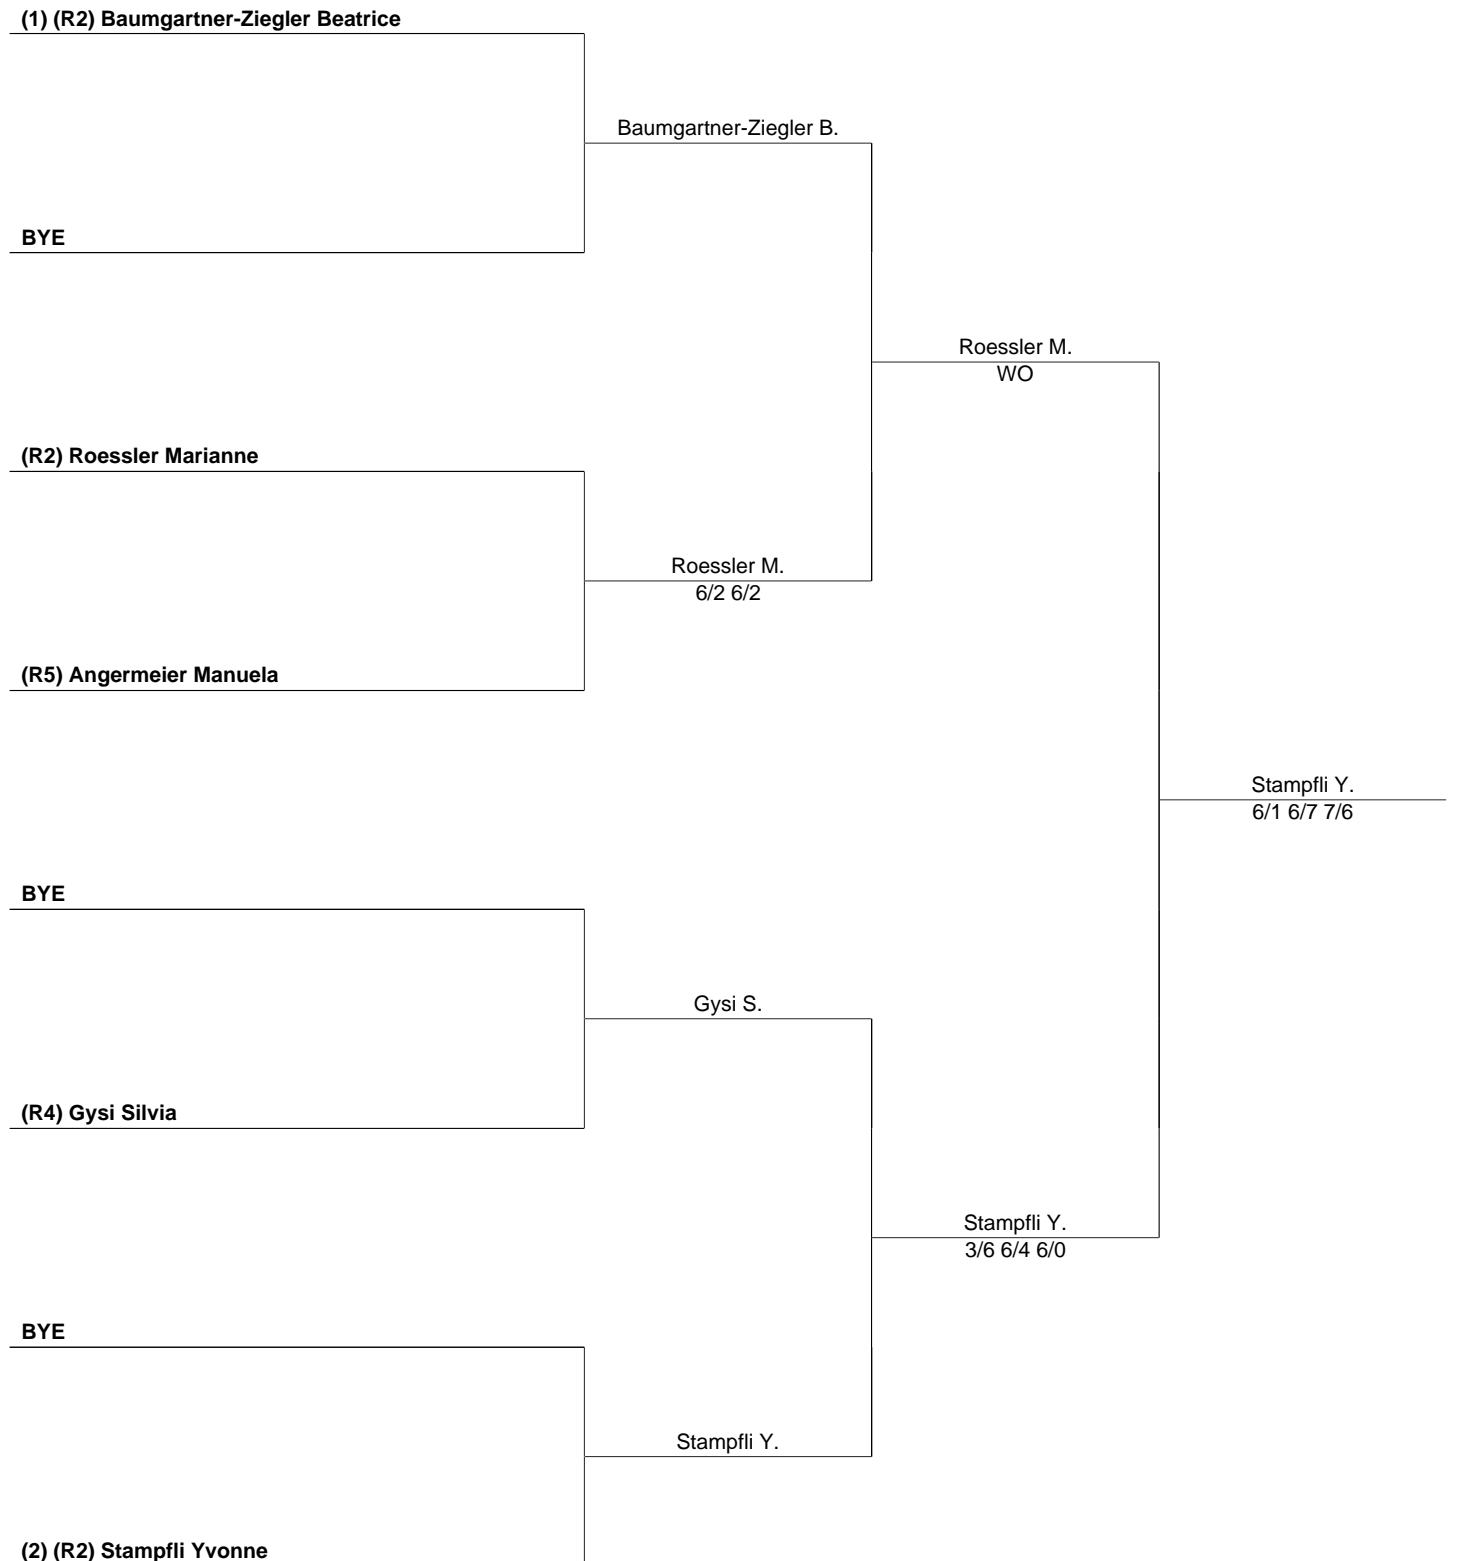 (1) (R2) Baumgartner-Ziegler Beatrice
Baumgartner-Ziegler B.
BYE
Roessler M.
WO
(R2) Roessler Marianne
Roessler M.
6/2 6/2
(R5) Angermeier Manuela
Stampfli Y.
6/1 6/7 7/6
BYE
Gysi S.
(R4) Gysi Silvia
Stampfli Y.
3/6 6/4 6/0
BYE
Stampfli Y.
(2) (R2) Stampfli Yvonne